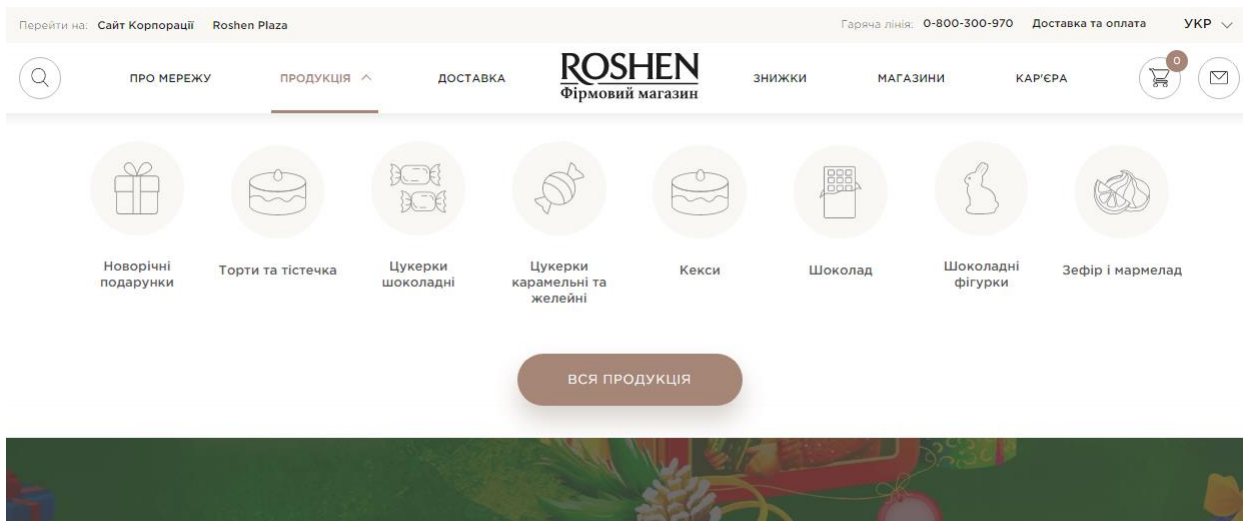 Перейти на: Сайт Корпорації Roshen Plaza Гаряча лінія: 0-800-300-970 Доставка та оплата УКР
ПРО МЕРЕЖУ ПРОДУКЦІЯ ДОСТАВКА ROSHEN ЗНИЖКИ МАГАЗИНИ КАР'ЄРА 0
Фірмовий магазин
Новорічні
подарунки
Торти та тістечка
Цукерки
шоколадні
Цукерки
карамельні та
желейні
Кекси
Шоколад
Шоколадні
фігурки
Зефір і мармелад
ВСЯ ПРОДУКЦІЯ